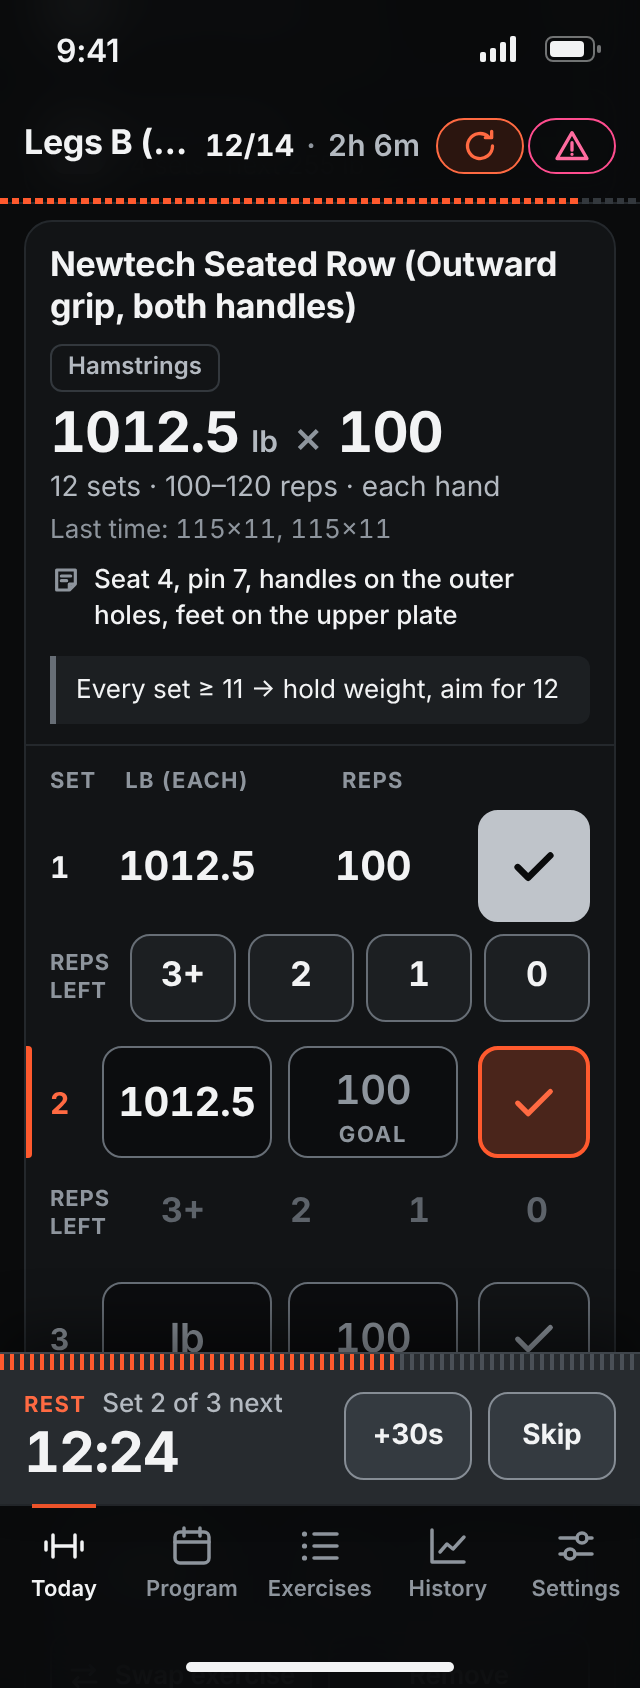 9:41
Legs B (… 12/14 · 2h 6m
Newtech Seated Row (Outward
grip, both handles)
Hamstrings
1012.5 lb × 100
12 sets · 100–120 reps · each hand
Last time: 115×11, 115×11
Seat 4, pin 7, handles on the outer
holes, feet on the upper plate
Every set ≥ 11 → hold weight, aim for 12
SET LB (EACH) REPS
1 1012.5 100
REPS LEFT 3+ 2 1 0
2 1012.5 100 GOAL
REPS LEFT 3+ 2 1 0
3 lb 100
REST Set 2 of 3 next
12:24
+30s Skip
Today Program Exercises History Settings
Swap exercise Remove